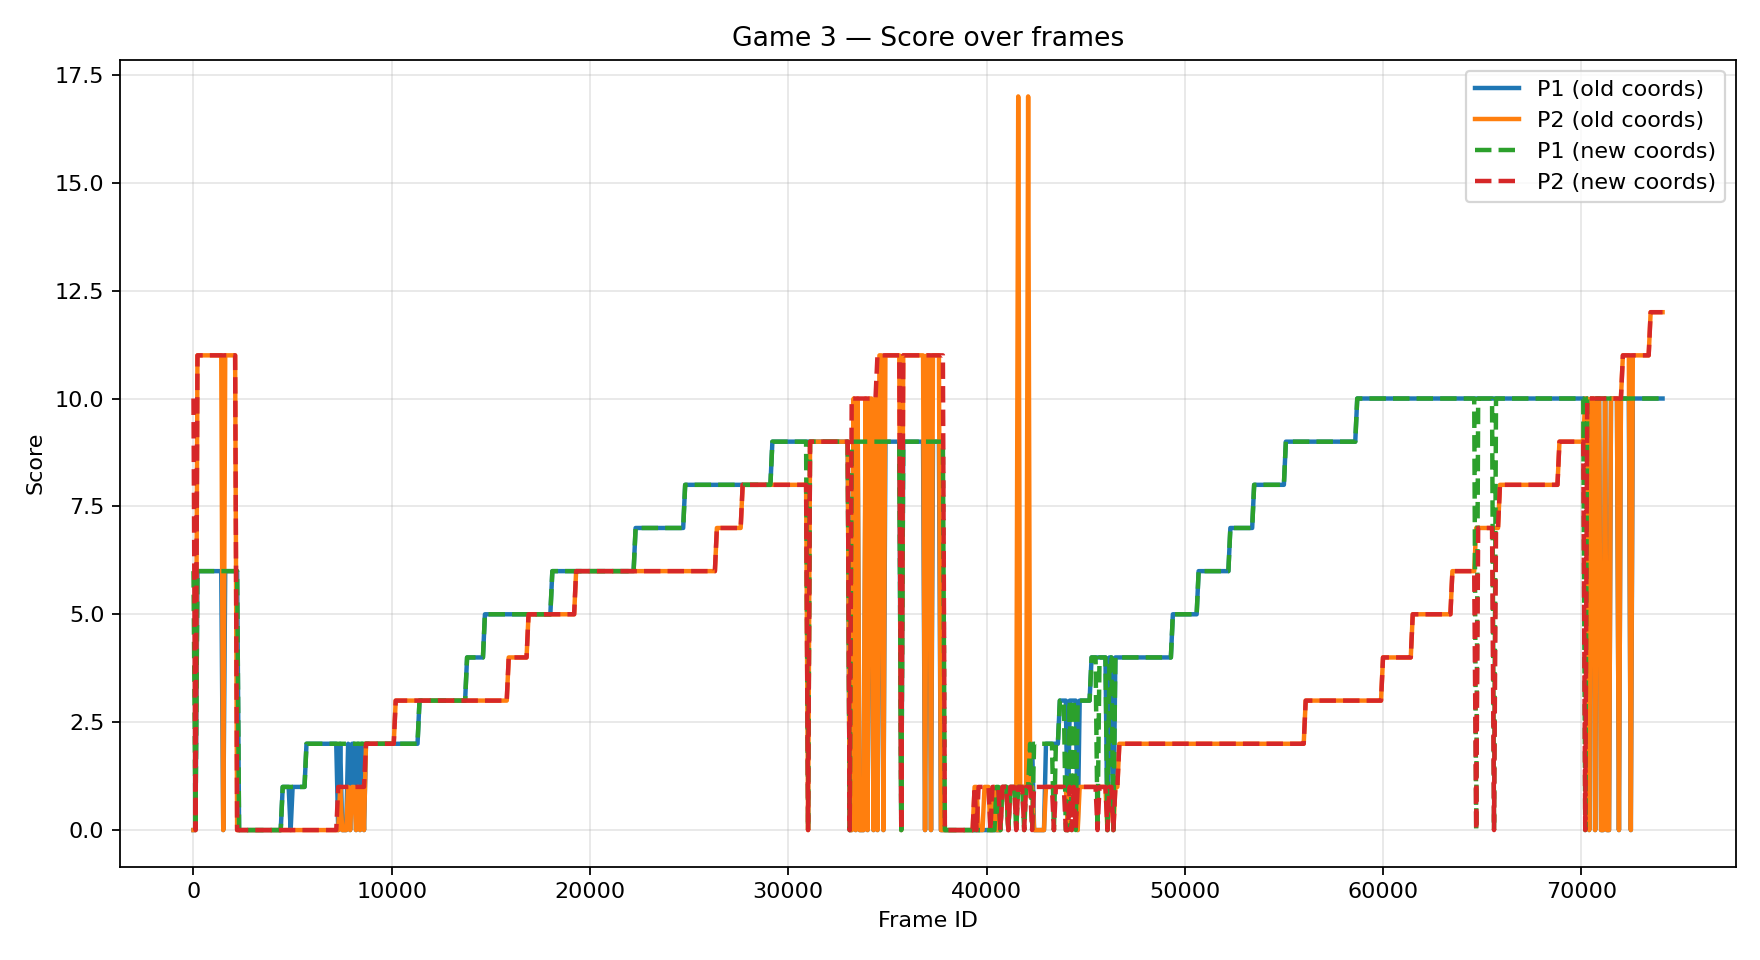 Game 3 — Score over frames
17.5
15.0
12.5
10.0
7.5
5.0
2.5
0.0
Score
P1 (old coords)
P2 (old coords)
P1 (new coords)
P2 (new coords)
0 10000 20000 30000 40000 50000 60000 70000
Frame ID